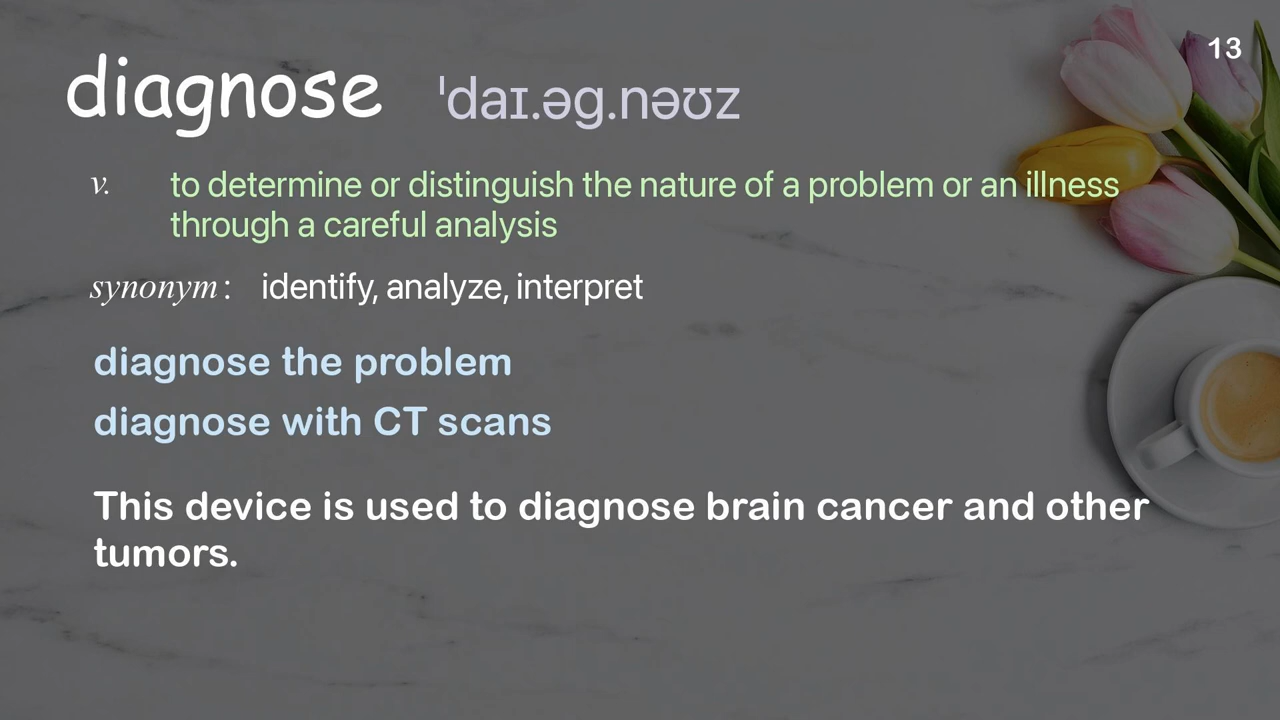 13
diagnose ˈdaɪ.əg.nəʊz
v. to determine or distinguish the nature of a problem or an illness
through a careful analysis
synonym: identify, analyze, interpret
diagnose the problem
diagnose with CT scans
This device is used to diagnose brain cancer and other
tumors.